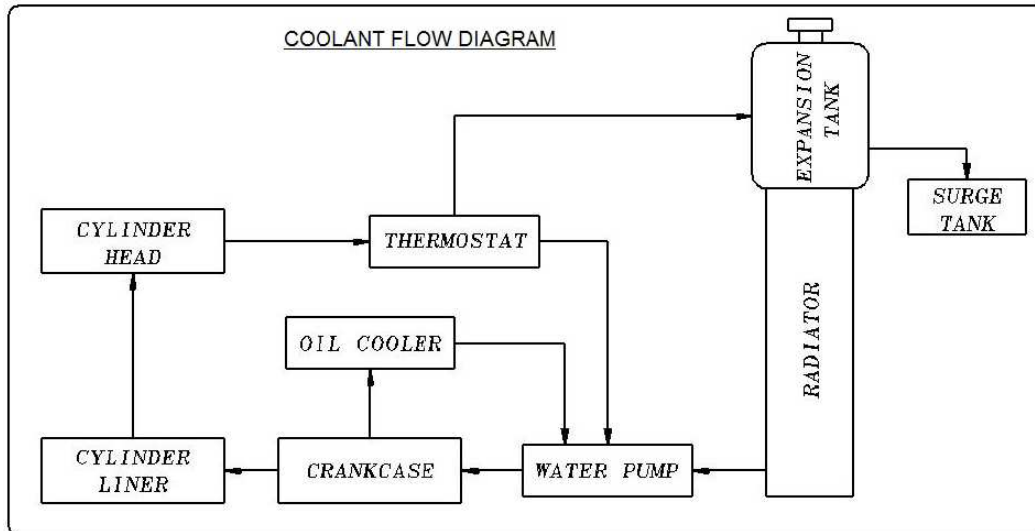 COOLANT FLOW DIAGRAM
EXPANSION
TANK
SURGE
TANK
CYLINDER
HEAD
THERMOSTAT
RADIATOR
OIL COOLER
CYLINDER
LINER
CRANKCASE
WATER PUMP